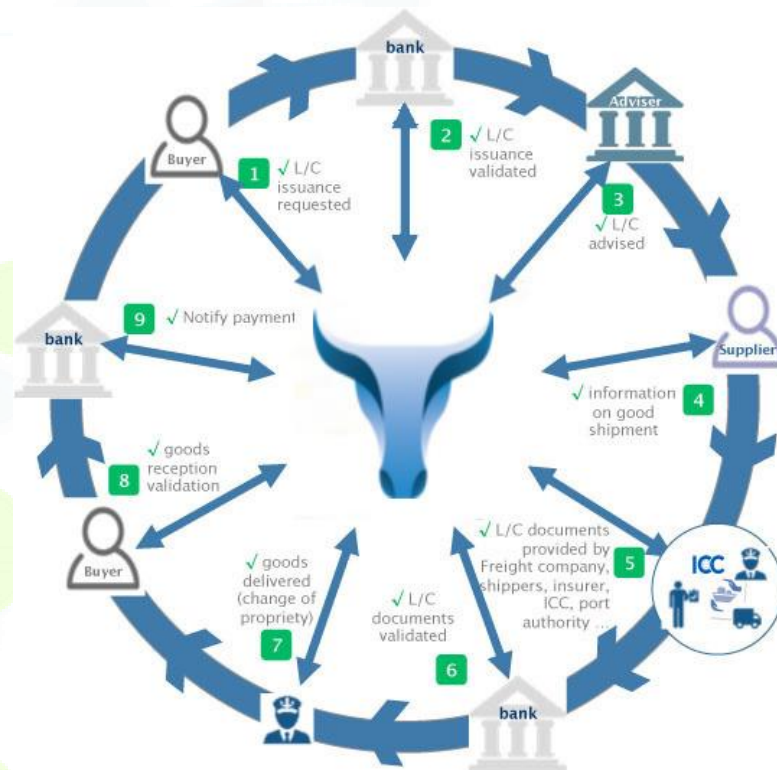 bank
Adviser
Buyer
1
✓ L/C
issuance
requested
2
✓ L/C
issuance
validated
3
✓ L/C
advised
Supplier
✓ information
on good
shipment
4
✓ L/C documents
provided by
Freight company,
shippers, insurer,
ICC, port
authority ...
5
ICC
✓ L/C
documents
validated
6
bank
✓ goods
delivered
(change of
propriety)
7
✓ goods
reception
validation
8
Buyer
9
✓ Notify payment
bank